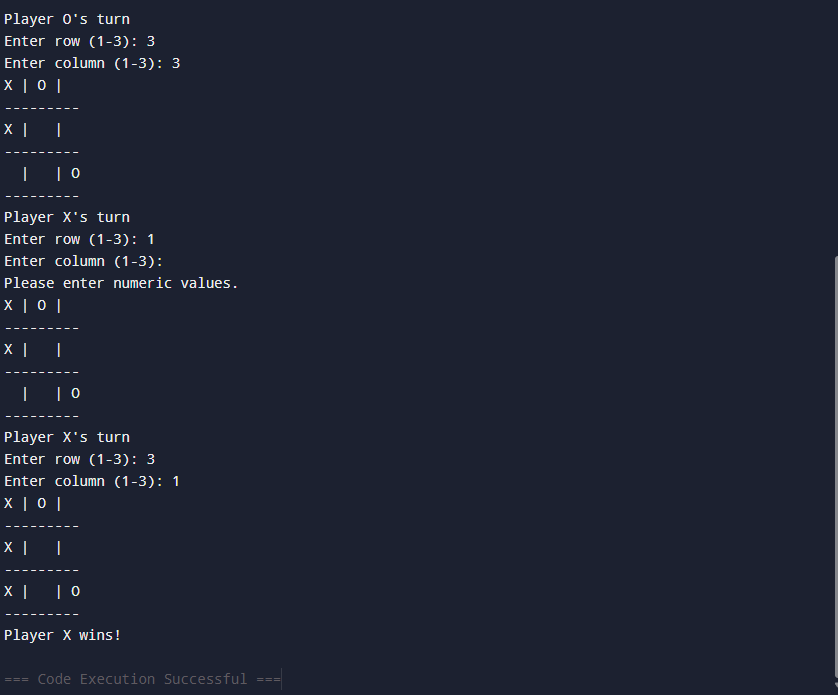 Player O's turn
Enter row (1-3): 3
Enter column (1-3): 3
X | O |
---------
X |   |
---------
  |   | O
---------
Player X's turn
Enter row (1-3): 1
Enter column (1-3):
Please enter numeric values.
X | O |
---------
X |   |
---------
  |   | O
---------
Player X's turn
Enter row (1-3): 3
Enter column (1-3): 1
X | O |
---------
X |   |
---------
X |   | O
---------
Player X wins!
=== Code Execution Successful ===